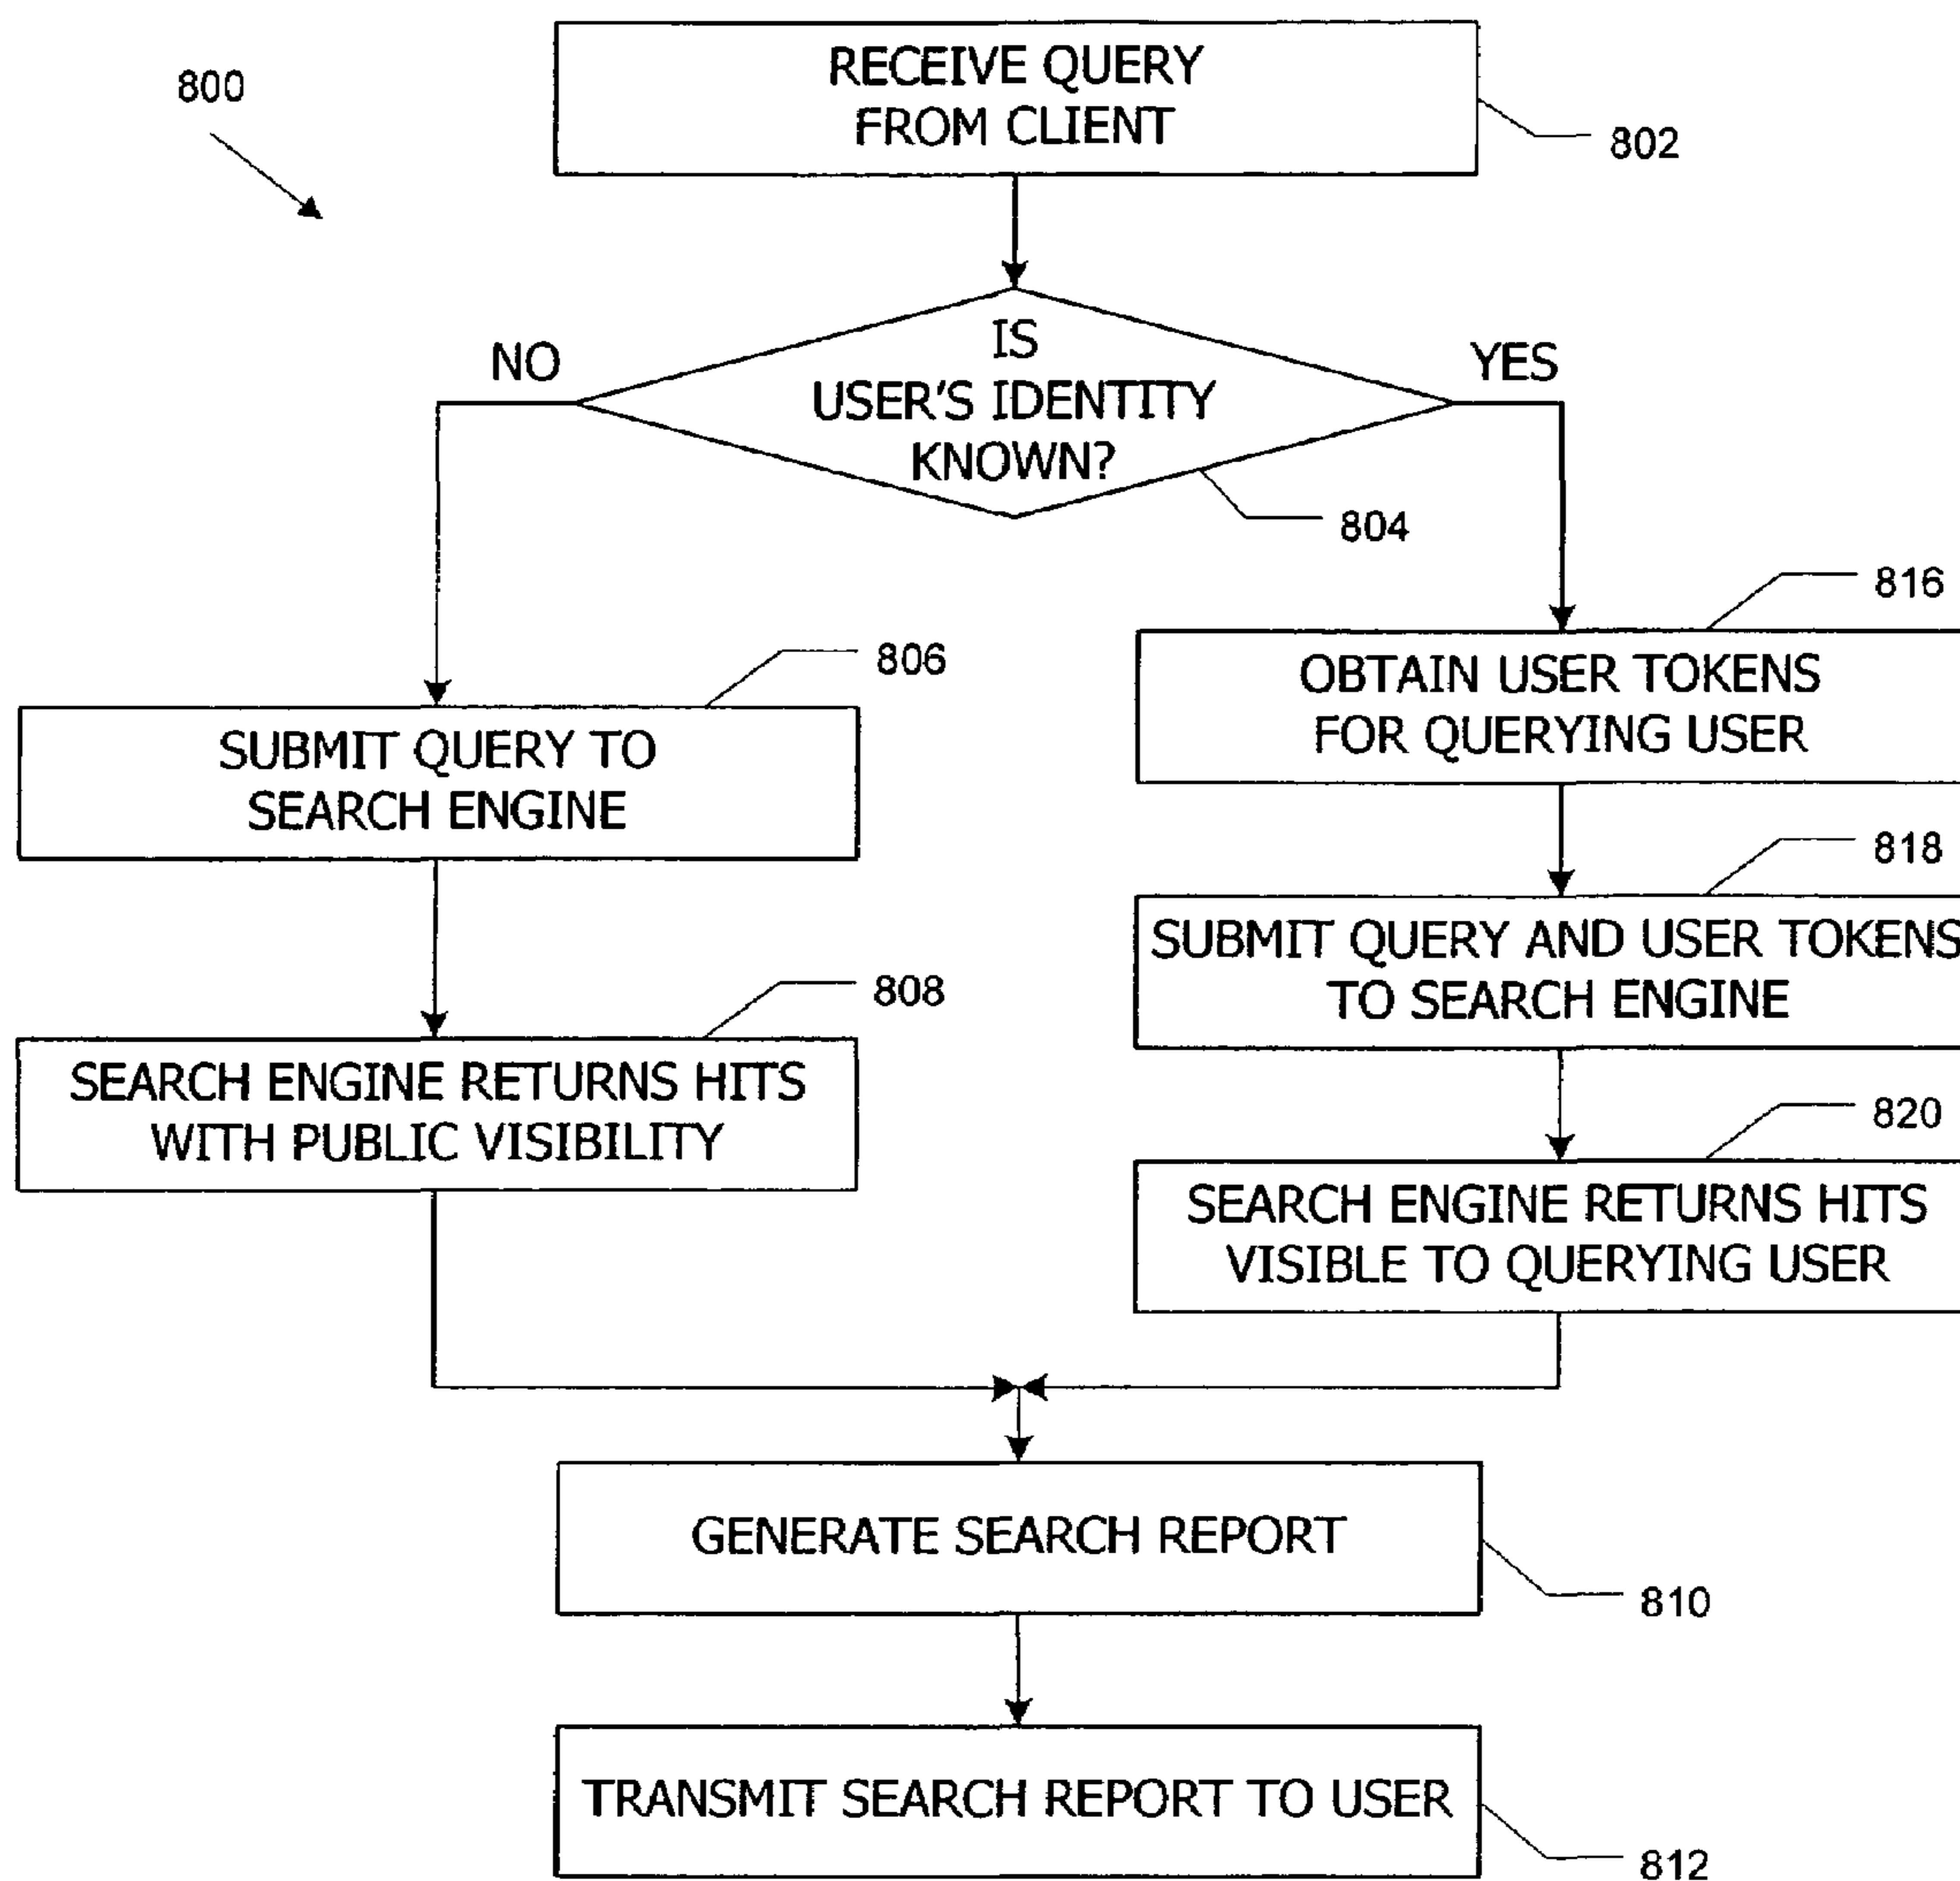 800
RECEIVE QUERY
FROM CLIENT
802
IS
USER'S IDENTITY
KNOWN?
NO
YES
804
816
OBTAIN USER TOKENS
FOR QUERYING USER
806
SUBMIT QUERY TO
SEARCH ENGINE
818
SUBMIT QUERY AND USER TOKENS
TO SEARCH ENGINE
808
SEARCH ENGINE RETURNS HITS
WITH PUBLIC VISIBILITY
820
SEARCH ENGINE RETURNS HITS
VISIBLE TO QUERYING USER
GENERATE SEARCH REPORT
810
TRANSMIT SEARCH REPORT TO USER
812